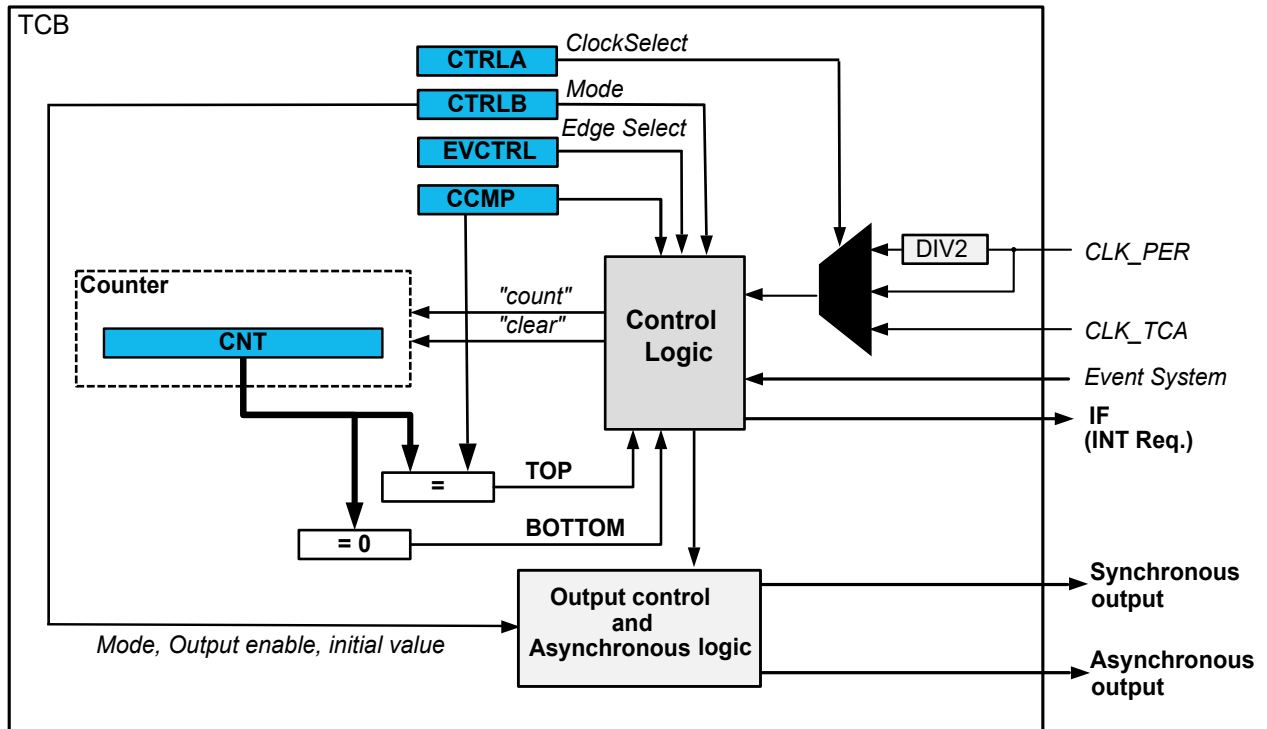 TCB
CTRLA
ClockSelect
CTRLB
Mode
EVCTRL
Edge Select
CCMP
DIV2
CLK_PER
Counter
"count"
CNT
"clear"
Control
Logic
CLK_TCA
Event System
IF
(INT Req.)
=
TOP
= 0
BOTTOM
Output control
and
Asynchronous logic
Synchronous
output
Mode, Output enable, initial value
Asynchronous
output